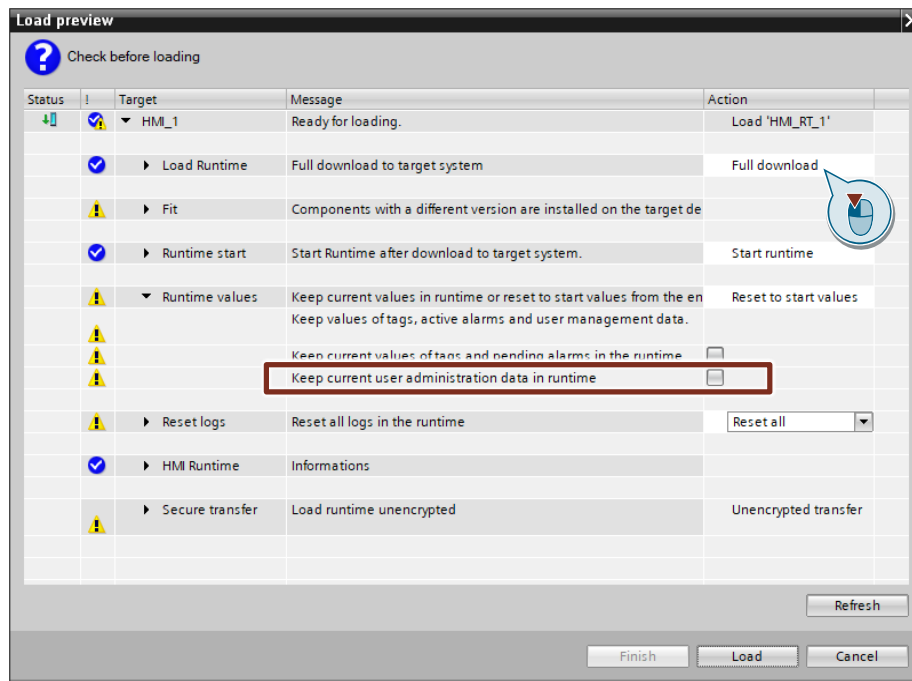 Load preview
Check before loading
Status ! Target Message Action
HMI_1 Ready for loading. Load 'HMI_RT_1'
Load Runtime Full download to target system Full download
Fit Components with a different version are installed on the target de
Runtime start Start Runtime after download to target system. Start runtime
Runtime values Keep current values in runtime or reset to start values from the en Reset to start values
Keep values of tags, active alarms and user management data.
Keep current values of tags and pending alarms in the runtime
Keep current user administration data in runtime
Reset logs Reset all logs in the runtime Reset all
HMI Runtime Informations
Secure transfer Load runtime unencrypted Unencrypted transfer
Refresh
Finish Load Cancel